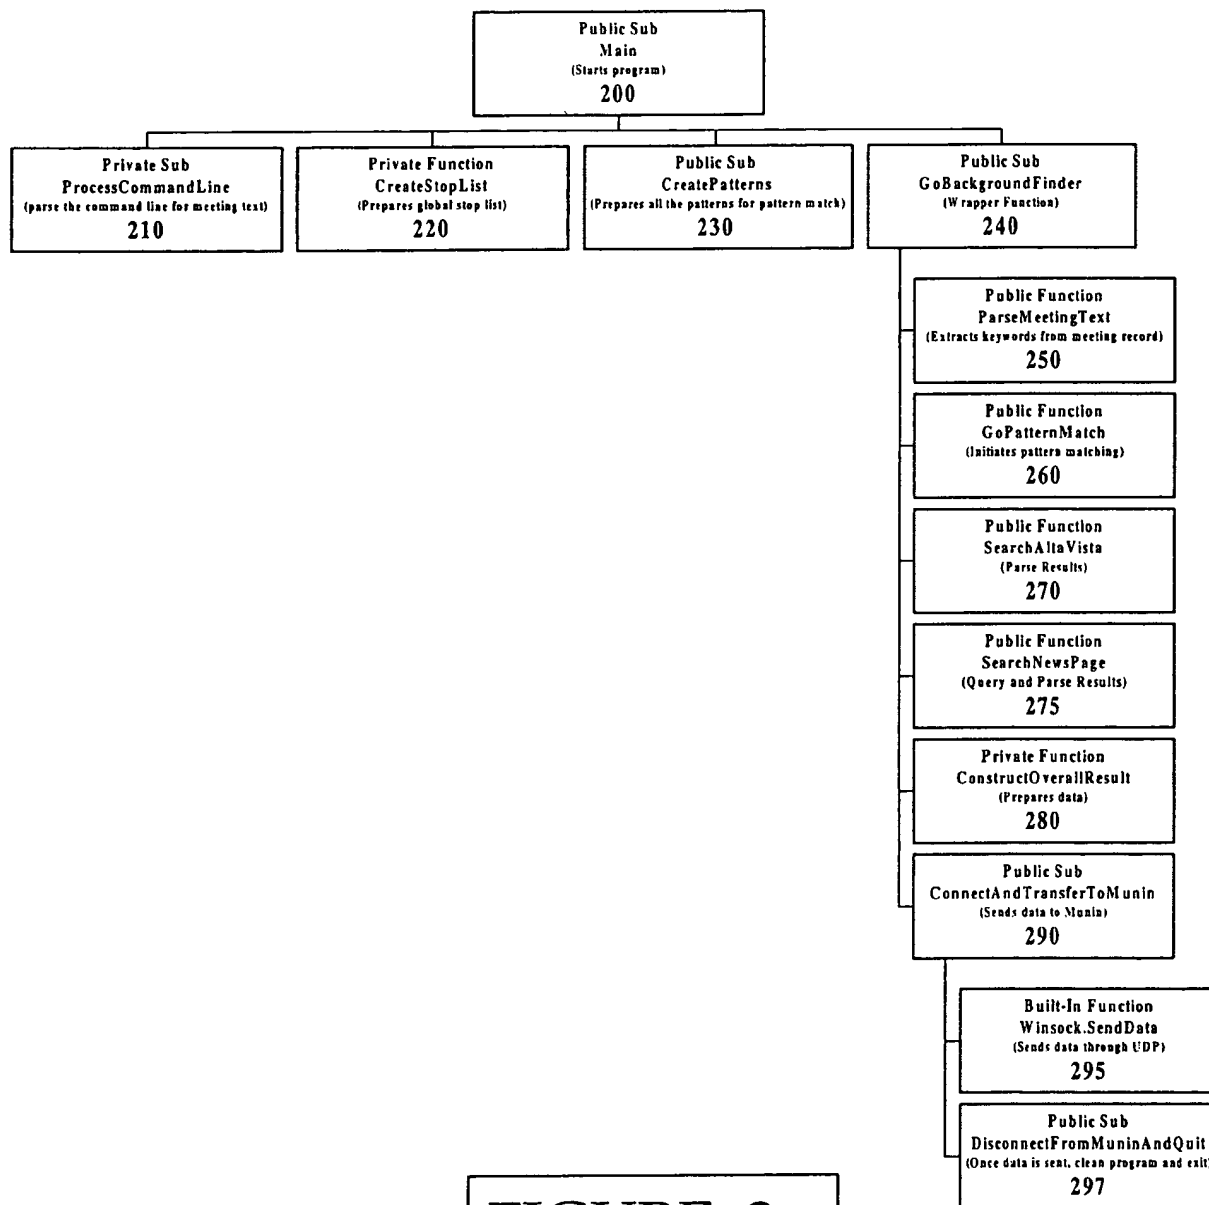 Public Sub
Main
(Starts program)
200
Private Sub
ProcessCommandLine
(parse the command line for meeting text)
210
Private Function
CreateStopList
(Prepares global stop list)
220
Public Sub
CreatePatterns
(Prepares all the patterns for pattern match)
230
Public Sub
GoBackgroundFinder
(Wrapper Function)
240
Public Function
ParseMeetingText
(Extracts keywords from meeting record)
250
Public Function
GoPatternMatch
(Initiates pattern matching)
260
Public Function
SearchAltaVista
(Parse Results)
270
Public Function
SearchNewsPage
(Query and Parse Results)
275
Private Function
ConstructOverallResult
(Prepares data)
280
Public Sub
ConnectAndTransferToMunin
(Sends data to Munin)
290
Built-In Function
Winsock.SendData
(Sends data through UDP)
295
Public Sub
DisconnectFromMuninAndQuit
(Once data is sent, clean program and exit)
297
FIGURE 2